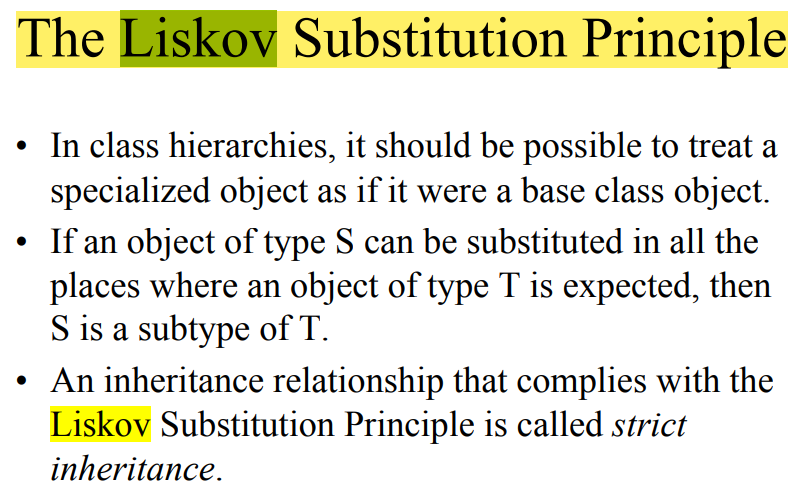 The Liskov Substitution Principle
• In class hierarchies, it should be possible to treat a
specialized object as if it were a base class object.
• If an object of type S can be substituted in all the
places where an object of type T is expected, then
S is a subtype of T.
• An inheritance relationship that complies with the
Liskov Substitution Principle is called strict
inheritance.